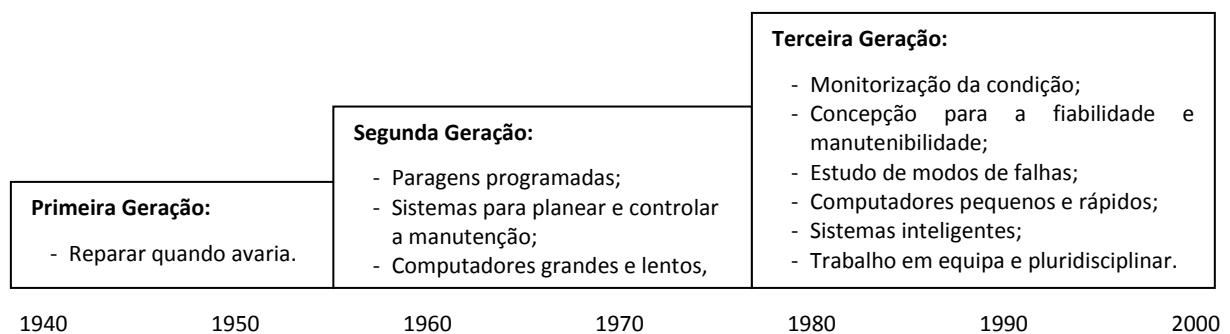 Terceira Geração:
- Monitorização da condição;
- Concepção para a fiabilidade e
manutenibilidade;
- Estudo de modos de falhas;
- Computadores pequenos e rápidos;
- Sistemas inteligentes;
- Trabalho em equipa e pluridisciplinar.
Segunda Geração:
- Paragens programadas;
- Sistemas para planear e controlar
a manutenção;
- Computadores grandes e lentos,
Primeira Geração:
- Reparar quando avaria.
1940 1950 1960 1970 1980 1990 2000